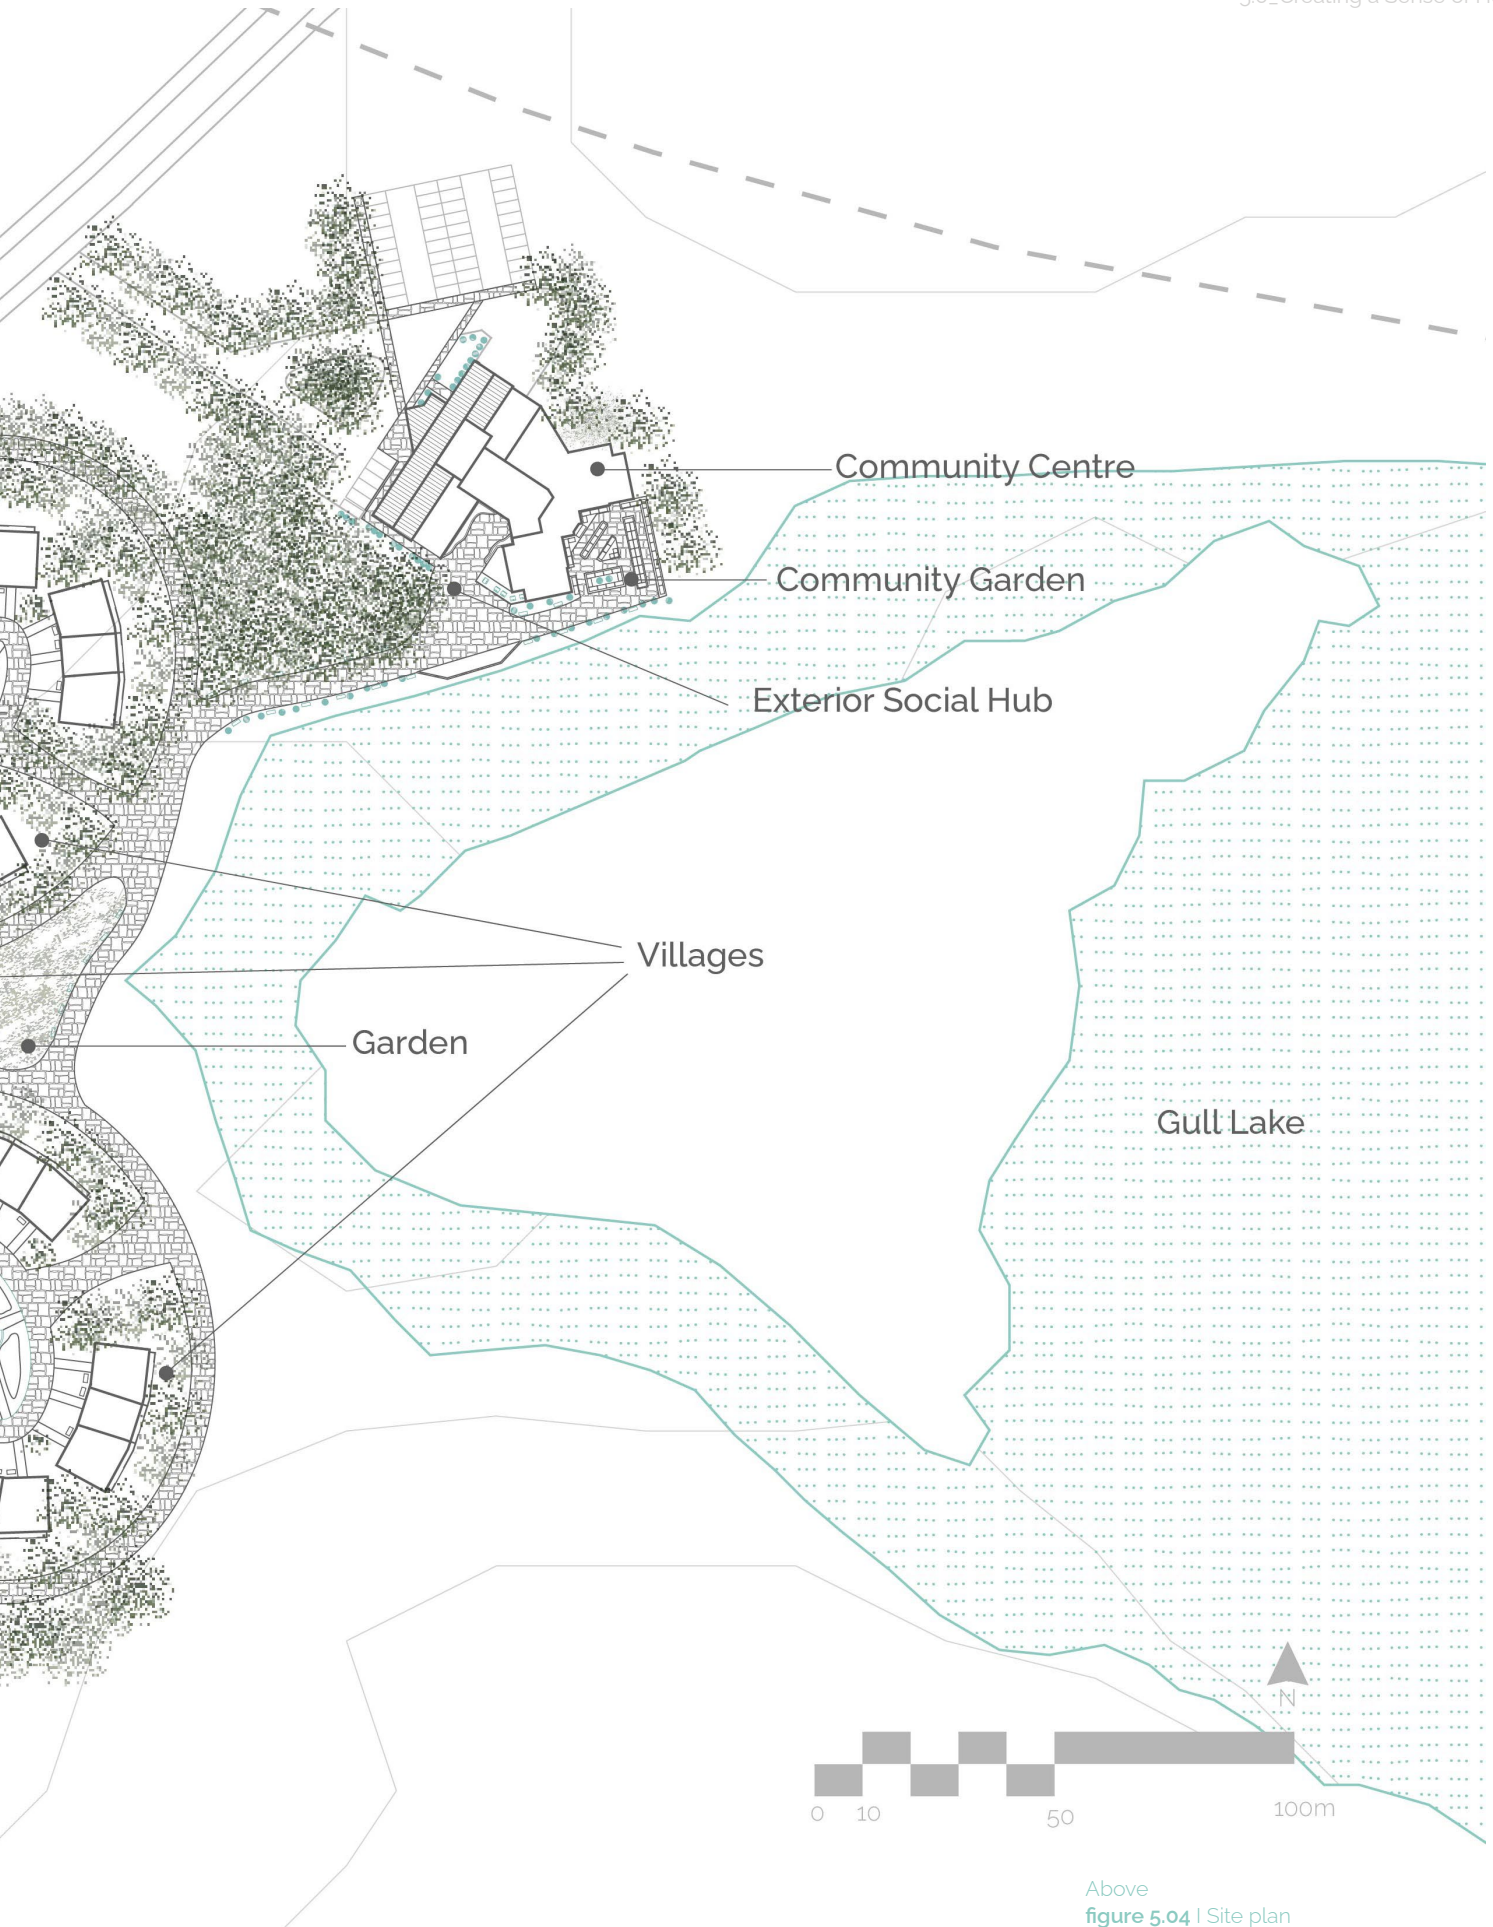 Community Centre
Community Garden
Exterior Social Hub
Villages
Garden
Gull Lake
N
0 10 50 100m
Above
figure 5.04 | Site plan